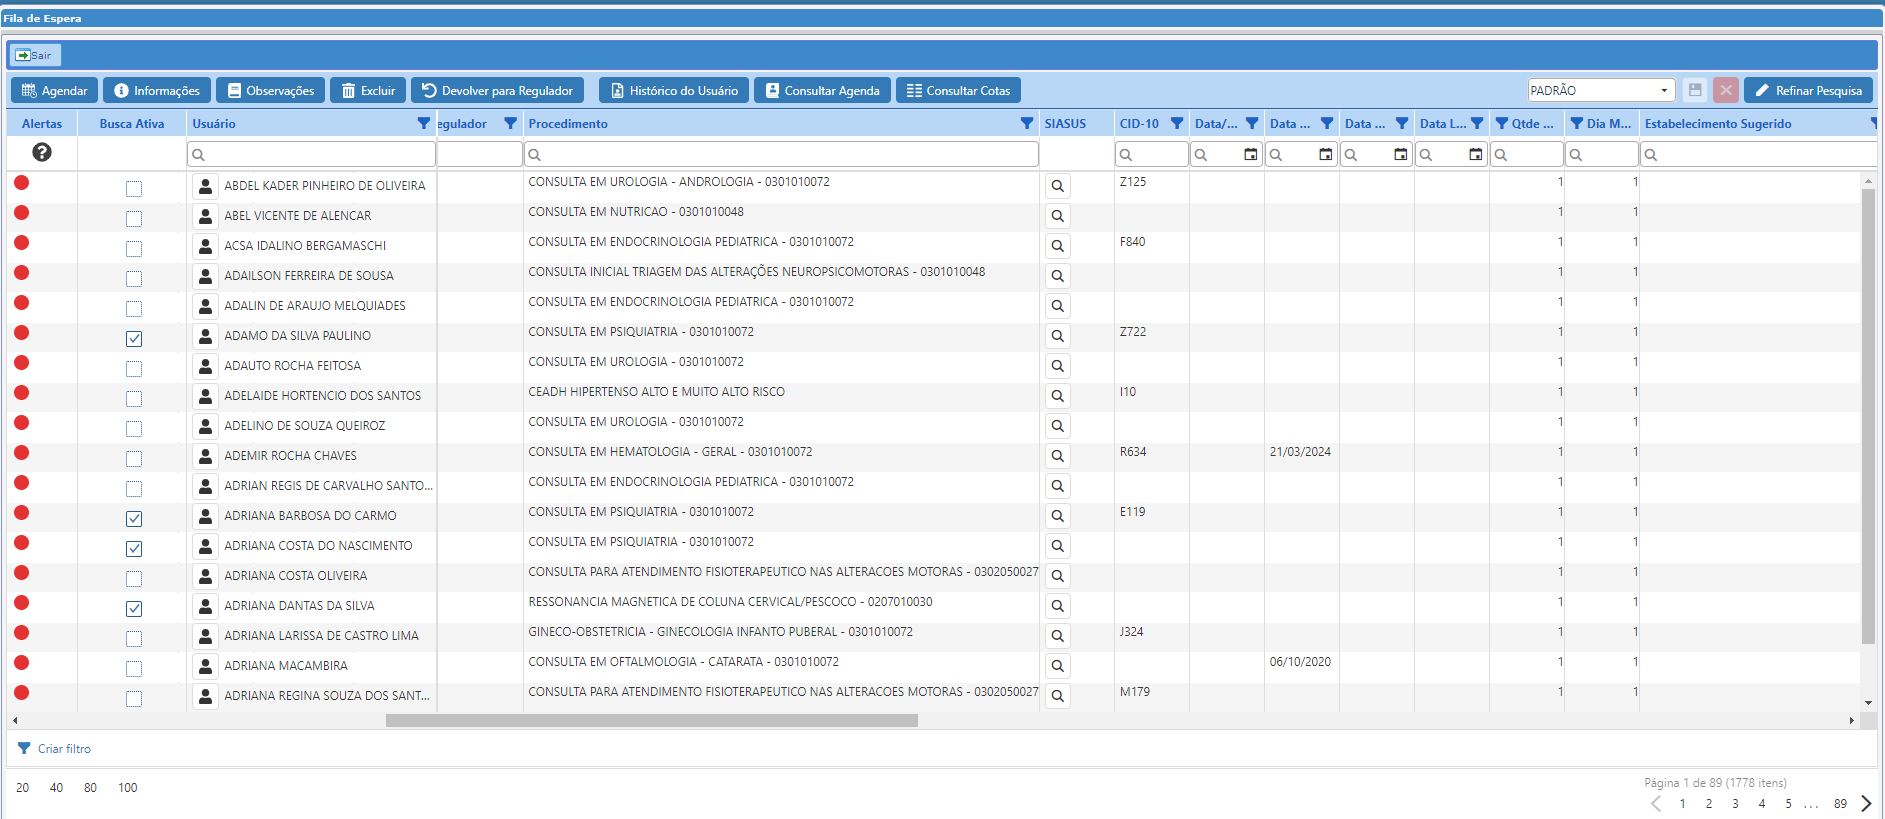 Fila de Espera
Sair
Agendar Informações Observações Excluir Devolver para Regulador Histórico do Usuário Consultar Agenda Consultar Cotas PADRÃO Refinar Pesquisa
Alertas Busca Ativa Usuário egulador Procedimento SIASUS CID-10 Data/... Data ... Data ... Data L... Qtde ... Dia M... Estabelecimento Sugerido
ABDEL KADER PINHEIRO DE OLIVEIRA CONSULTA EM UROLOGIA - ANDROLOGIA - 0301010072 Z125 1 1
ABEL VICENTE DE ALENCAR CONSULTA EM NUTRICAO - 0301010048 1 1
ACSA IDALINO BERGAMASCHI CONSULTA EM ENDOCRINOLOGIA PEDIATRICA - 0301010072 F840 1 1
ADAILSON FERREIRA DE SOUSA CONSULTA INICIAL TRIAGEM DAS ALTERAÇÕES NEUROPSICOMOTORAS - 0301010048 1 1
ADALIN DE ARAUJO MELQUIADES CONSULTA EM ENDOCRINOLOGIA PEDIATRICA - 0301010072 1 1
ADAMO DA SILVA PAULINO CONSULTA EM PSIQUIATRIA - 0301010072 Z722 1 1
ADAUTO ROCHA FEITOSA CONSULTA EM UROLOGIA - 0301010072 1 1
ADELAIDE HORTENCIO DOS SANTOS CEADH HIPERTENSO ALTO E MUITO ALTO RISCO I10 1 1
ADELINO DE SOUZA QUEIROZ CONSULTA EM UROLOGIA - 0301010072 1 1
ADEMIR ROCHA CHAVES CONSULTA EM HEMATOLOGIA - GERAL - 0301010072 R634 21/03/2024 1 1
ADRIAN REGIS DE CARVALHO SANTO... CONSULTA EM ENDOCRINOLOGIA PEDIATRICA - 0301010072 1 1
ADRIANA BARBOSA DO CARMO CONSULTA EM PSIQUIATRIA - 0301010072 E119 1 1
ADRIANA COSTA DO NASCIMENTO CONSULTA EM PSIQUIATRIA - 0301010072 1 1
ADRIANA COSTA OLIVEIRA CONSULTA PARA ATENDIMENTO FISIOTERAPEUTICO NAS ALTERACOES MOTORAS - 0302050027 1 1
ADRIANA DANTAS DA SILVA RESSONANCIA MAGNETICA DE COLUNA CERVICAL/PESCOCO - 0207010030 1 1
ADRIANA LARISSA DE CASTRO LIMA GINECO-OBSTETRICIA - GINECOLOGIA INFANTO PUBERAL - 0301010072 J324 1 1
ADRIANA MACAMBIRA CONSULTA EM OFTALMOLOGIA - CATARATA - 0301010072 06/10/2020 1 1
ADRIANA REGINA SOUZA DOS SANT... CONSULTA PARA ATENDIMENTO FISIOTERAPEUTICO NAS ALTERACOES MOTORAS - 0302050027 M179 1 1
Criar filtro
20 40 80 100
Página 1 de 89 (1778 itens)
1 2 3 4 5 ... 89